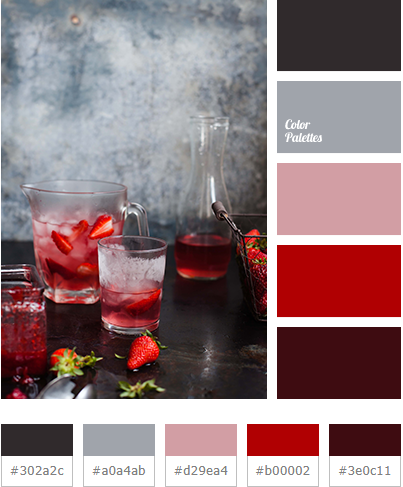 Color
Palettes
#302a2c
#a0a4ab
#d29ea4
#b00002
#3e0c11